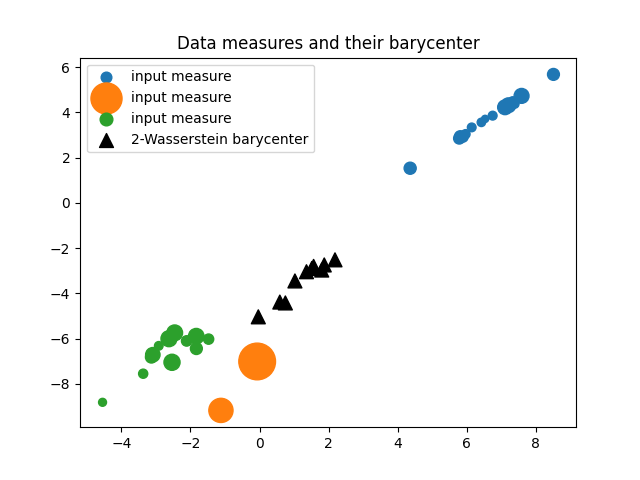 Data measures and their barycenter
input measure
input measure
input measure
2-Wasserstein barycenter
6
4
2
0
−2
−4
−6
−8
−4 −2 0 2 4 6 8